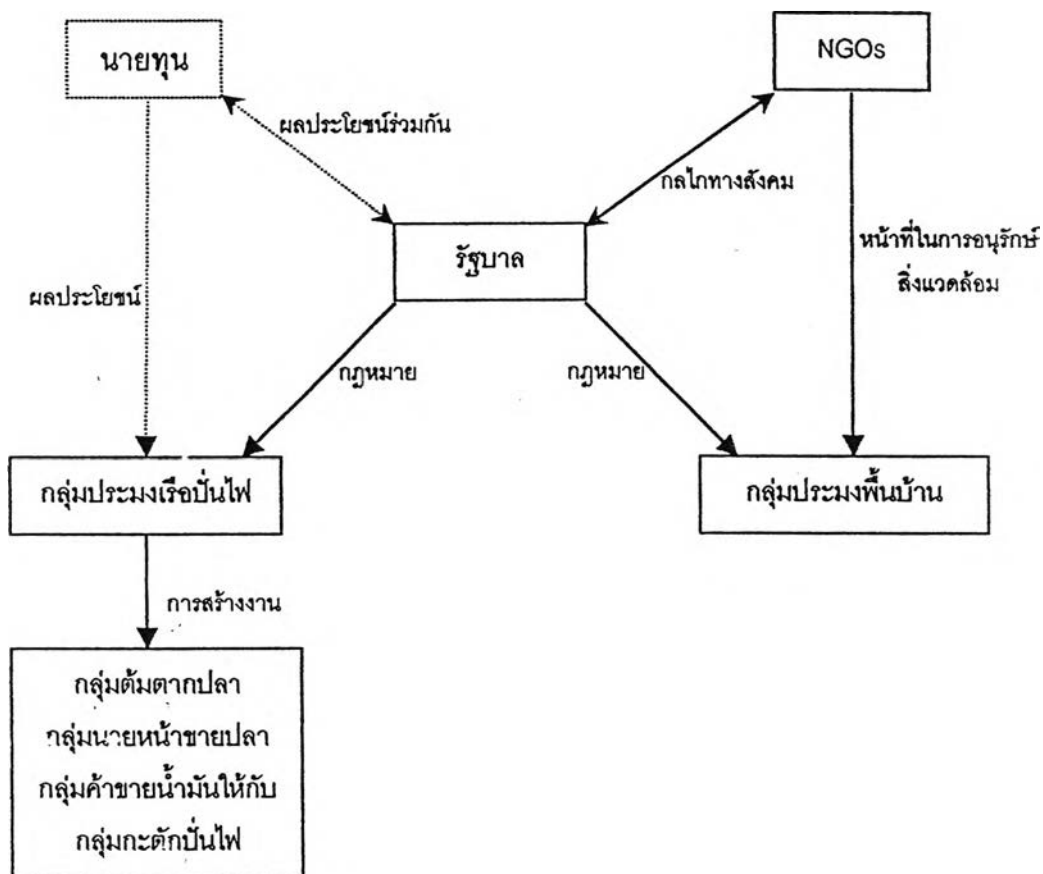 นายทุน
NGOs
ผลประโยชน์ร่วมกัน
กลไกทางสังคม
รัฐบาล
หน้าที่ในการอนุรักษ์
สิ่งแวดล้อม
ผลประโยชน์
กฎหมาย
กฎหมาย
กลุ่มประมงเรือปั่นไฟ
กลุ่มประมงพื้นบ้าน
การสร้างงาน
กลุ่มต้มตากปลา
กลุ่มนายหน้าขายปลา
กลุ่มค้าขายน้ำมันให้กับ
กลุ่มกะตักปั่นไฟ